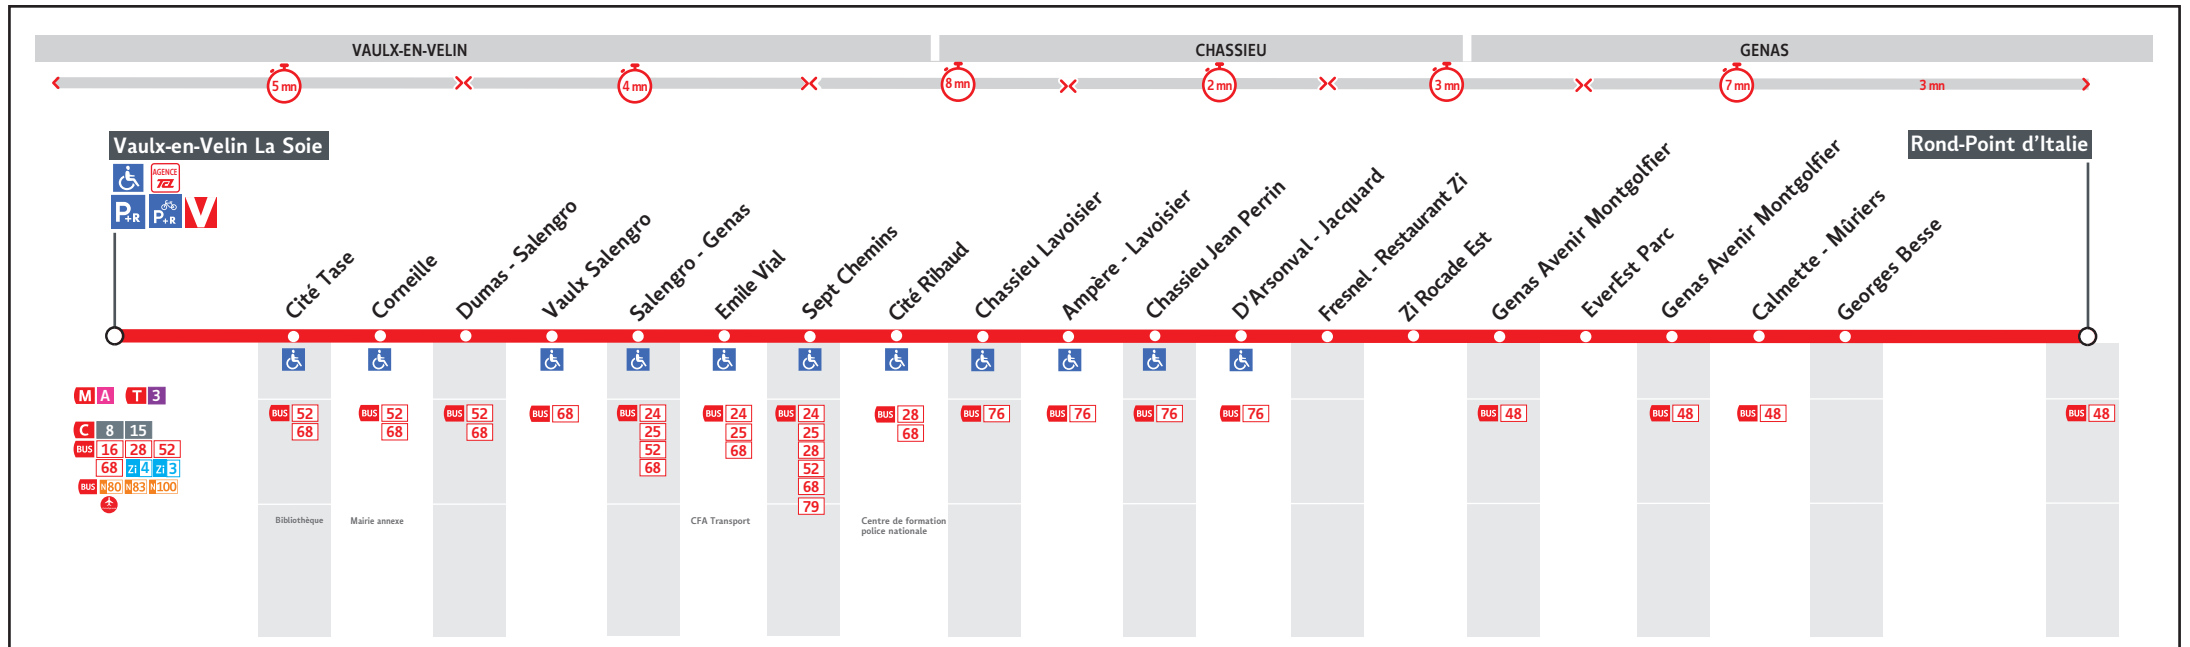 VAULX-EN-VELIN
CHASSIEU
GENAS
5 mn
4 mn
8 mn
2 mn
3 mn
7 mn
3 mn
Vaulx-en-Velin La Soie
Rond-Point d'Italie
AGENCE
TCL
P+R
P+R
V
Cité Tase
Corneille
Dumas - Salengro
Vaulx Salengro
Salengro - Genas
Emile Vial
Sept Chemins
Cité Ribaud
Chassieu Lavoisier
Ampère - Lavoisier
Chassieu Jean Perrin
D'Arsonval - Jacquard
Fresnel - Restaurant Zi
Zi Rocade Est
Genas Avenir Montgolfier
EverEst Parc
Genas Avenir Montgolfier
Calmette - Mûriers
Georges Besse
M A T 3
C 8 15
BUS 16 28 52
68 Zi 4 Zi 3
BUS N80 N83 N100
BUS 52
68
BUS 52
68
BUS 52
68
BUS 68
BUS 24
25
52
68
BUS 24
25
68
BUS 24
25
28
52
68
79
BUS 28
68
BUS 76
BUS 76
BUS 76
BUS 76
BUS 48
BUS 48
BUS 48
BUS 48
Bibliothèque
Mairie annexe
CFA Transport
Centre de formation
police nationale